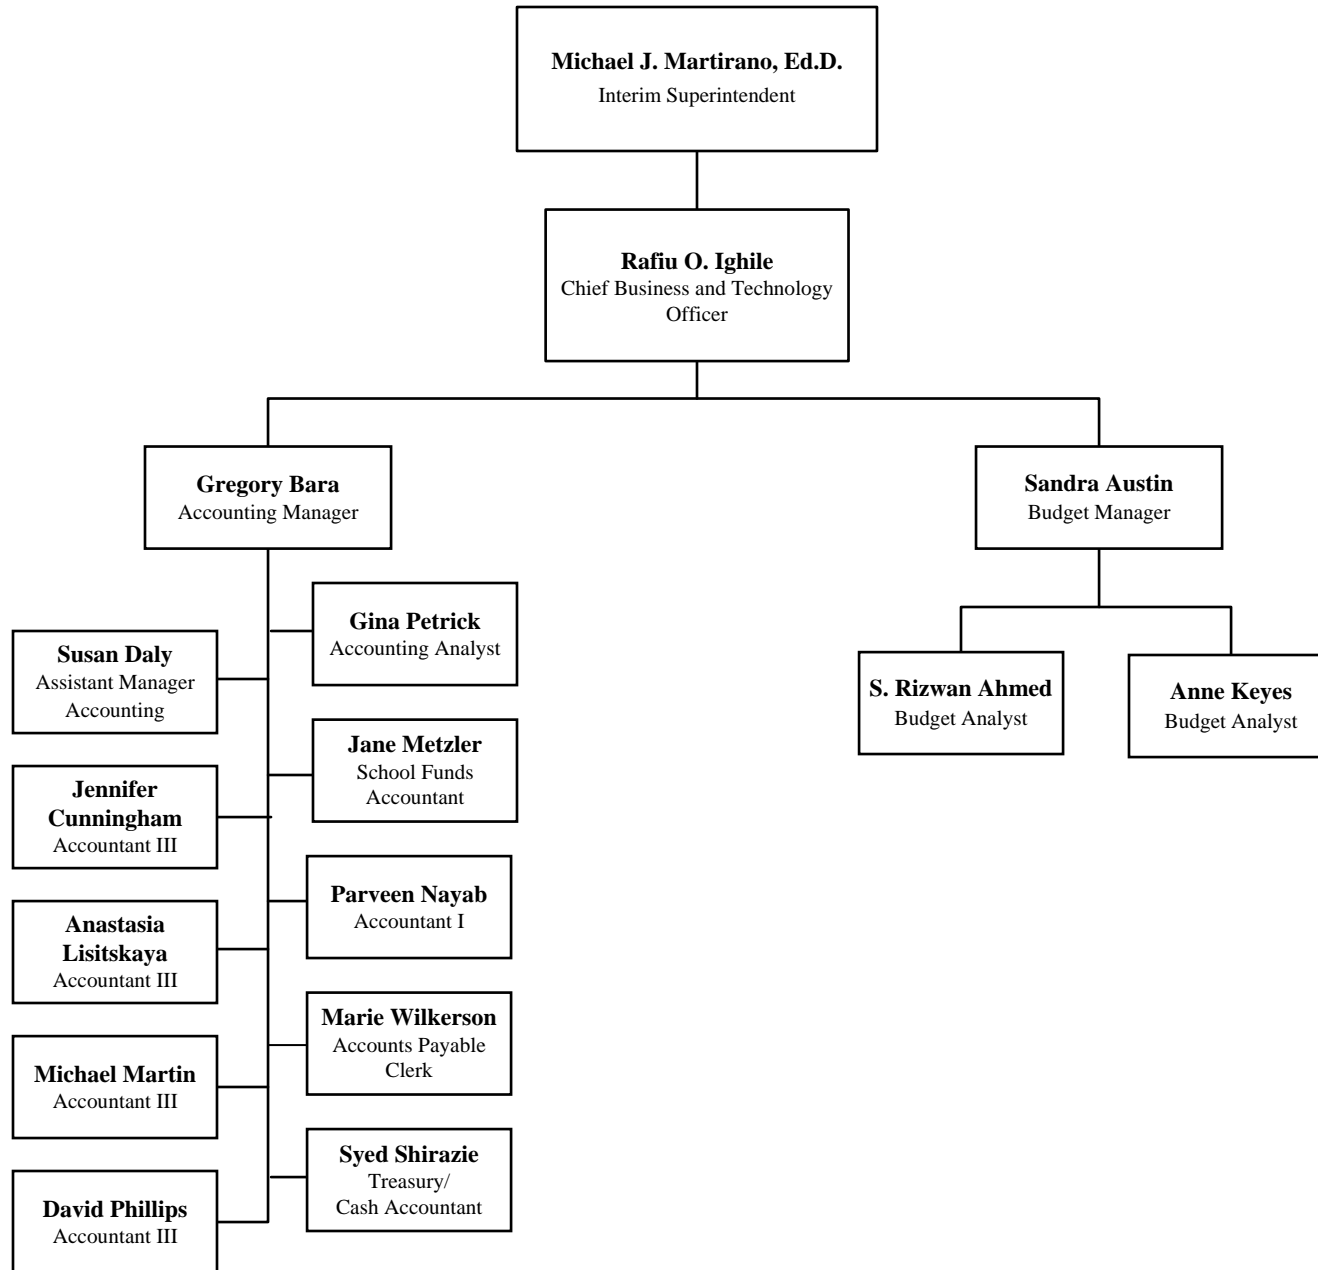 Michael J. Martirano, Ed.D.
Interim Superintendent
Rafiu O. Ighile
Chief Business and Technology
Officer
Gregory Bara
Accounting Manager
Sandra Austin
Budget Manager
Gina Petrick
Accounting Analyst
Susan Daly
Assistant Manager
Accounting
S. Rizwan Ahmed
Budget Analyst
Anne Keyes
Budget Analyst
Jane Metzler
School Funds
Accountant
Jennifer
Cunningham
Accountant III
Parveen Nayab
Accountant I
Anastasia
Lisitskaya
Accountant III
Marie Wilkerson
Accounts Payable
Clerk
Michael Martin
Accountant III
Syed Shirazie
Treasury/
Cash Accountant
David Phillips
Accountant III